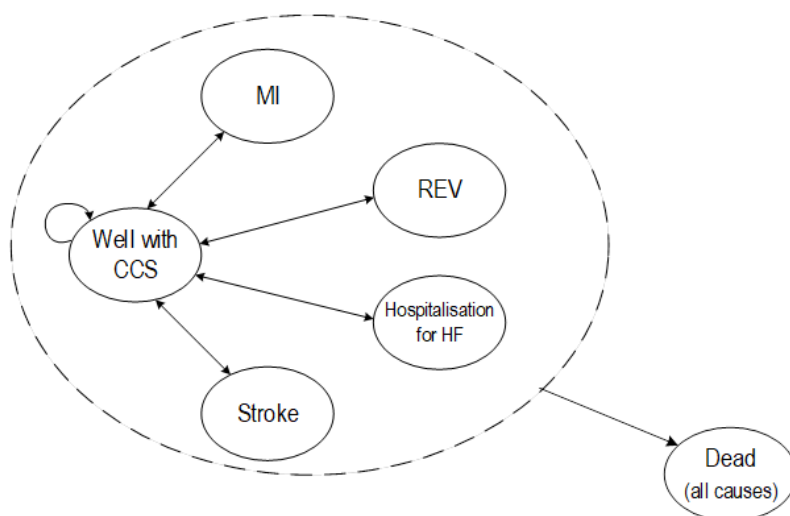 MI
REV
Well with
CCS
Hospitalisation
for HF
Stroke
Dead
(all causes)